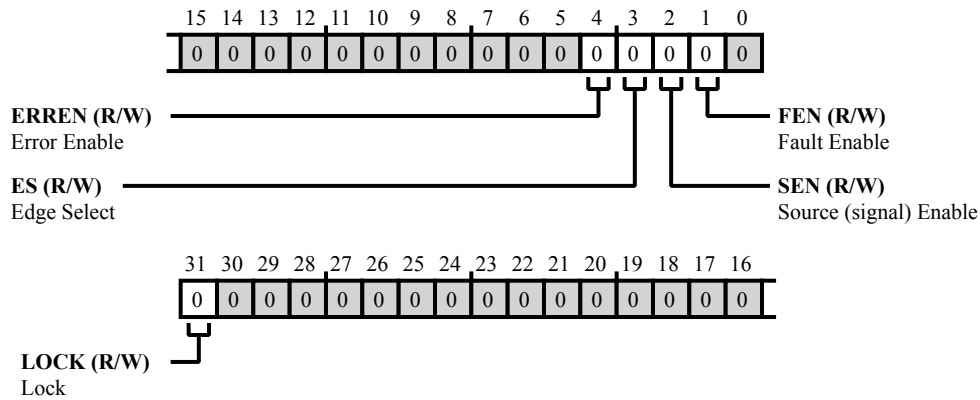 15 14 13 12 11 10 9 8 7 6 5 4 3 2 1 0
0 0 0 0 0 0 0 0 0 0 0 0 0 0 0 0
ERREN (R/W)
Error Enable
FEN (R/W)
Fault Enable
ES (R/W)
Edge Select
SEN (R/W)
Source (signal) Enable
31 30 29 28 27 26 25 24 23 22 21 20 19 18 17 16
0 0 0 0 0 0 0 0 0 0 0 0 0 0 0 0
LOCK (R/W)
Lock